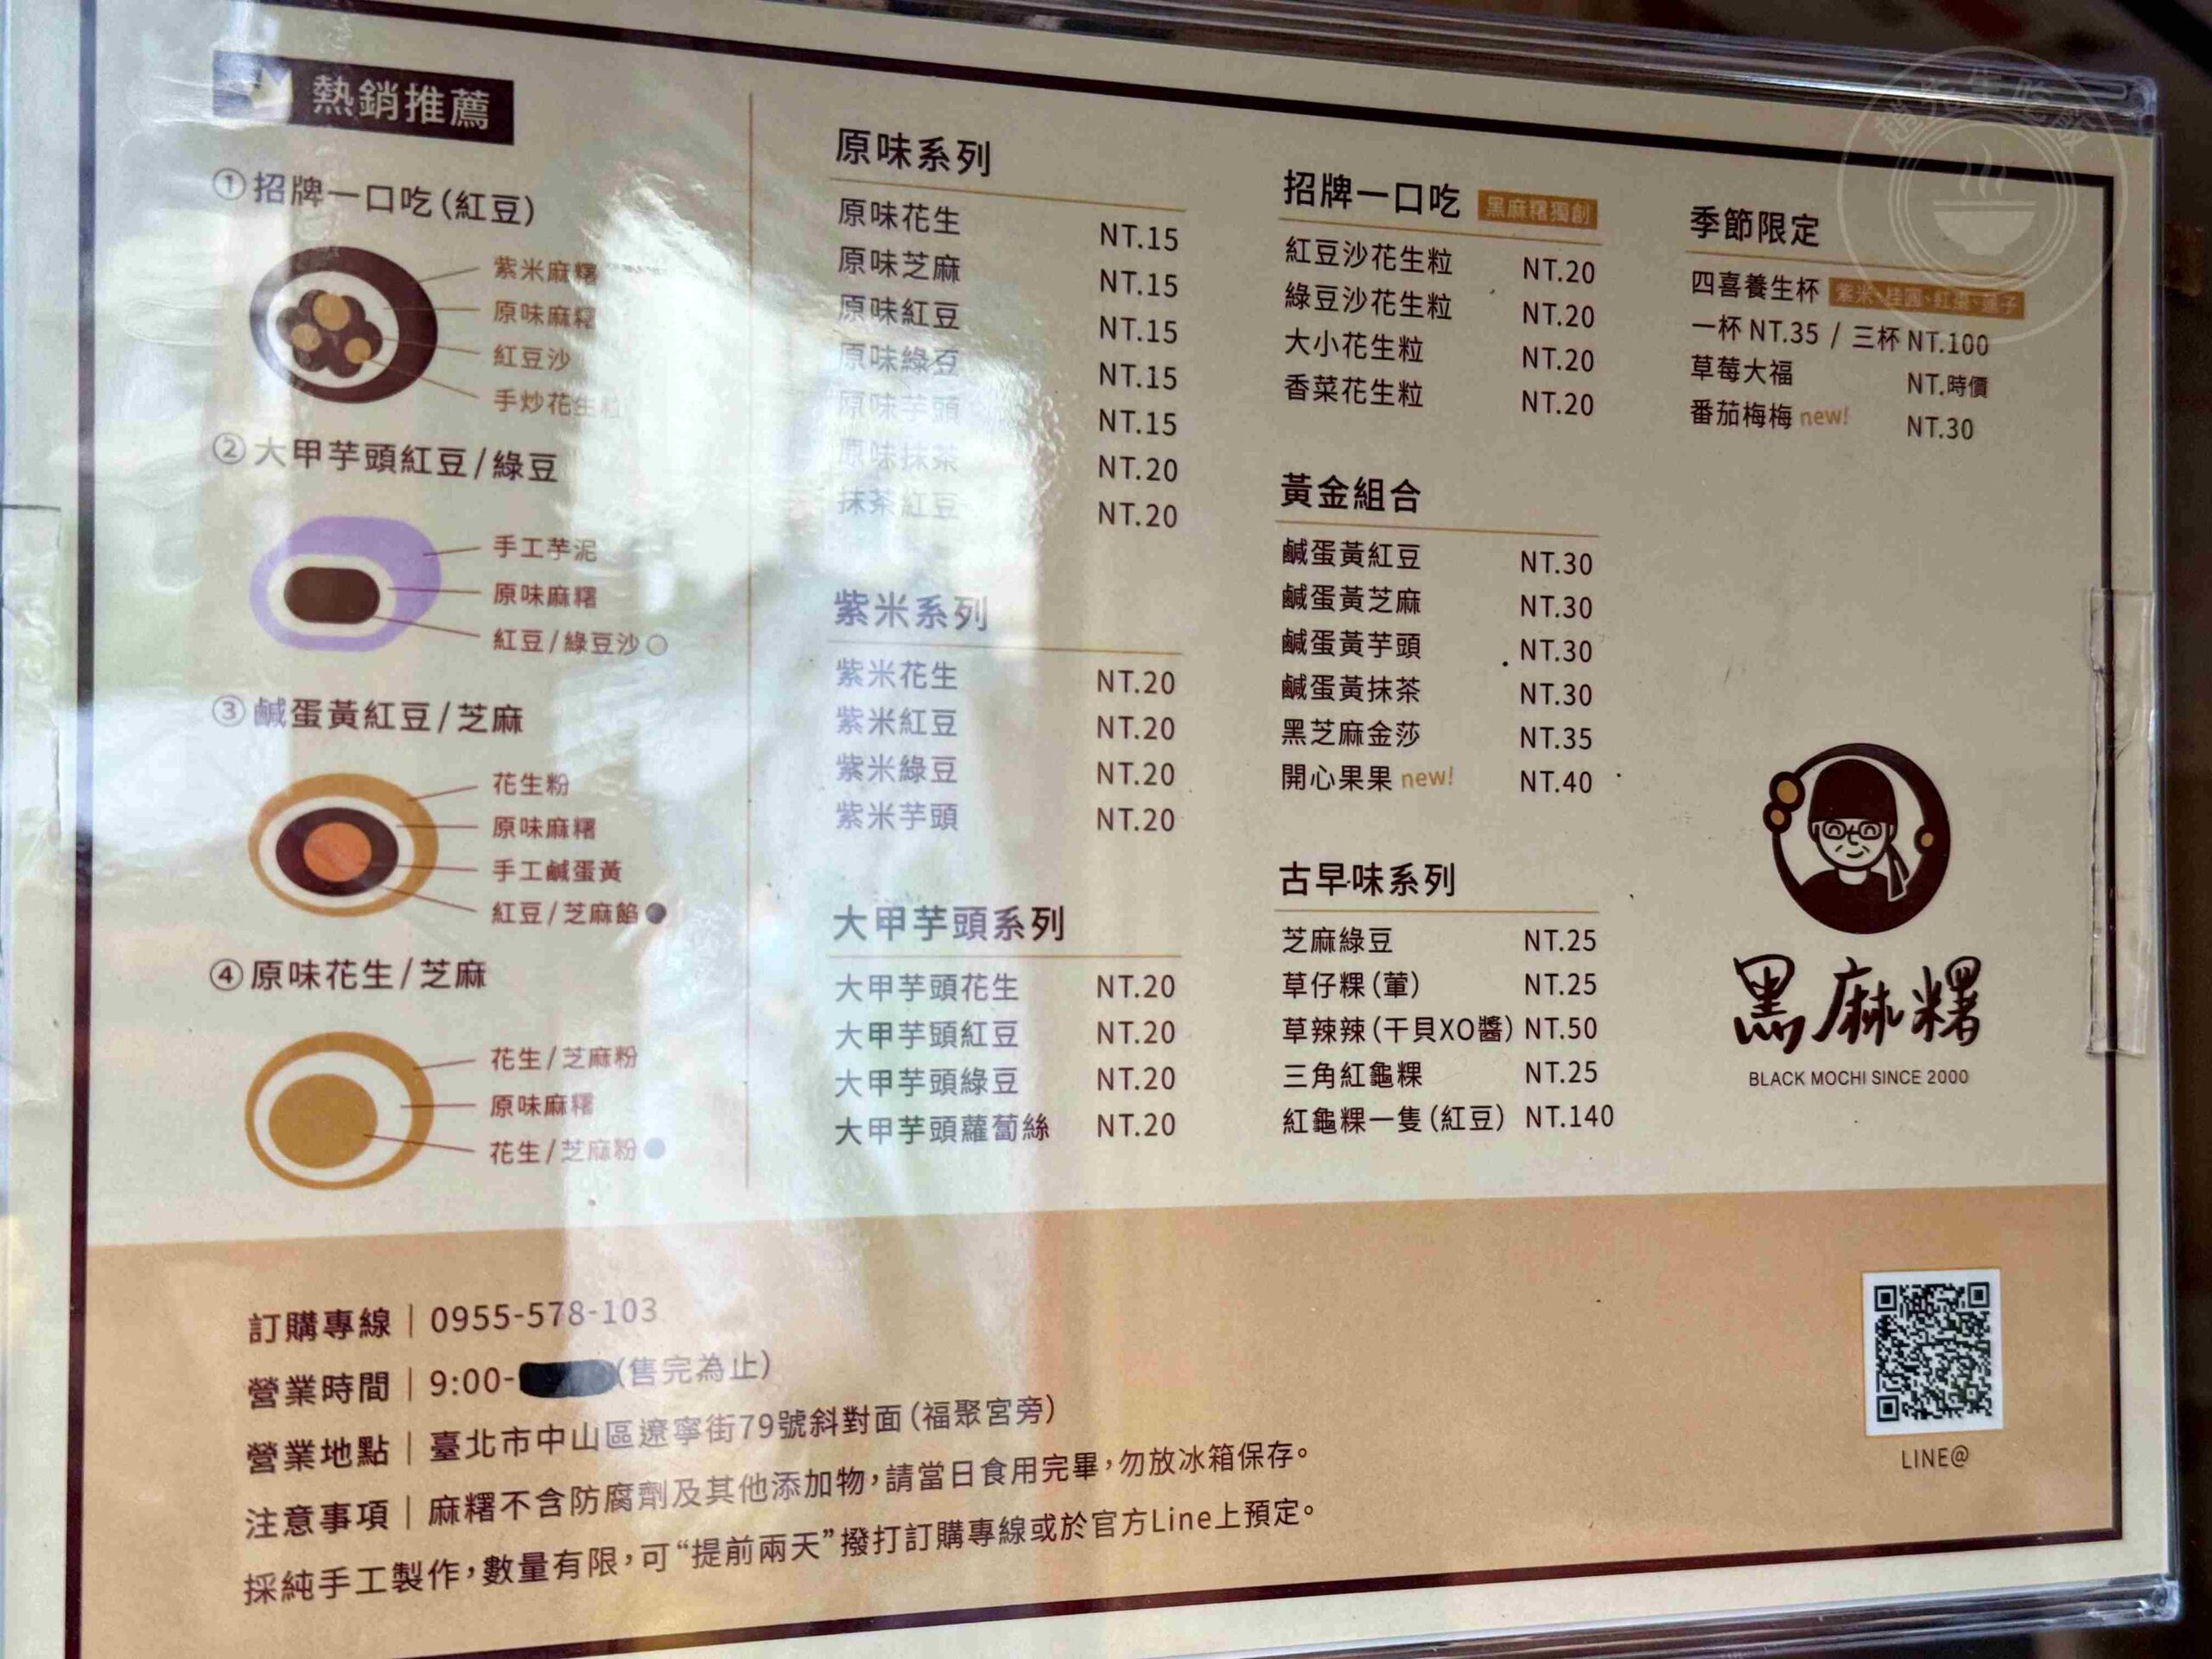 熱銷推薦
①招牌一口吃(紅豆)
紫米麻糬
原味麻糬
紅豆沙
手炒花生粒
②大甲芋頭紅豆/綠豆
手工芋泥
原味麻糬
紅豆/綠豆沙
③鹹蛋黃紅豆/芝麻
花生粉
原味麻糬
手工鹹蛋黃
紅豆/芝麻餡
④原味花生/芝麻
花生/芝麻粉
原味麻糬
花生/芝麻粉
原味系列
原味花生 NT.15
原味芝麻 NT.15
原味紅豆 NT.15
原味綠豆 NT.15
原味芋頭 NT.15
原味抹茶 NT.20
抹茶紅豆 NT.20
紫米系列
紫米花生 NT.20
紫米紅豆 NT.20
紫米綠豆 NT.20
紫米芋頭 NT.20
大甲芋頭系列
大甲芋頭花生 NT.20
大甲芋頭紅豆 NT.20
大甲芋頭綠豆 NT.20
大甲芋頭蘿蔔絲 NT.20
招牌一口吃 黑麻糬獨創
紅豆沙花生粒 NT.20
綠豆沙花生粒 NT.20
大小花生粒 NT.20
香菜花生粒 NT.20
黃金組合
鹹蛋黃紅豆 NT.30
鹹蛋黃芝麻 NT.30
鹹蛋黃芋頭 NT.30
鹹蛋黃抹茶 NT.30
黑芝麻金莎 NT.35
開心果果 new! NT.40
古早味系列
芝麻綠豆 NT.25
草仔粿(葷) NT.25
草辣辣(干貝XO醬) NT.50
三角紅龜粿 NT.25
紅龜粿一隻(紅豆) NT.140
季節限定
四喜養生杯 紫米、桂圓、紅棗、蓮子
一杯 NT.35 / 三杯 NT.100
草莓大福 NT.時價
番茄梅梅 new! NT.30
黑麻糬
BLACK MOCHI SINCE 2000
訂購專線|0955-578-103
營業時間|9:00-(售完為止)
營業地點|臺北市中山區遼寧街79號斜對面(福聚宮旁)
注意事項|麻糬不含防腐劑及其他添加物,請當日食用完畢,勿放冰箱保存。
採純手工製作,數量有限,可“提前兩天”撥打訂購專線或於官方Line上預定。
LINE@